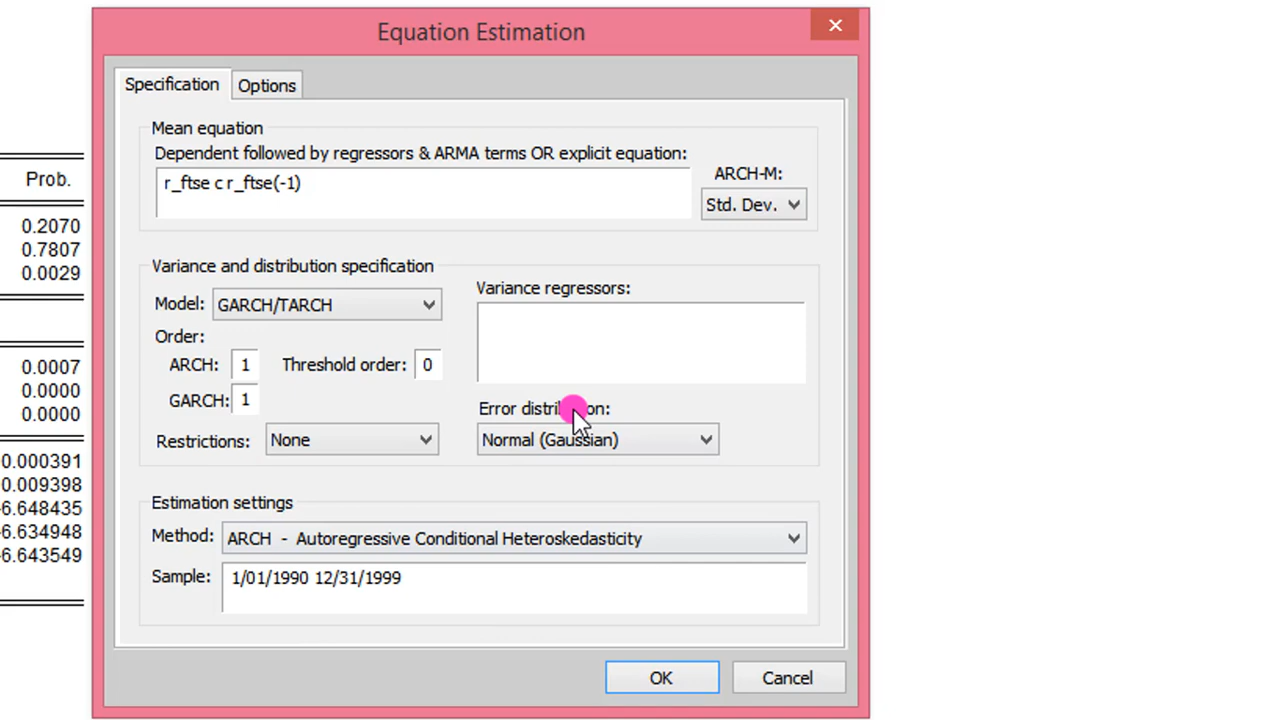 Equation Estimation
Specification
Options
Mean equation
Dependent followed by regressors & ARMA terms OR explicit equation:
r_ftse c r_ftse(-1)
ARCH-M:
Std. Dev.
Variance and distribution specification
Model: GARCH/TARCH
Order:
ARCH: 1
Threshold order: 0
GARCH: 1
Restrictions: None
Variance regressors:
Error distribution:
Normal (Gaussian)
Estimation settings
Method: ARCH - Autoregressive Conditional Heteroskedasticity
Sample: 1/01/1990 12/31/1999
OK
Cancel
Prob.
0.2070
0.7807
0.0029
0.0007
0.0000
0.0000
0.000391
0.009398
-6.648435
-6.634948
-6.643549